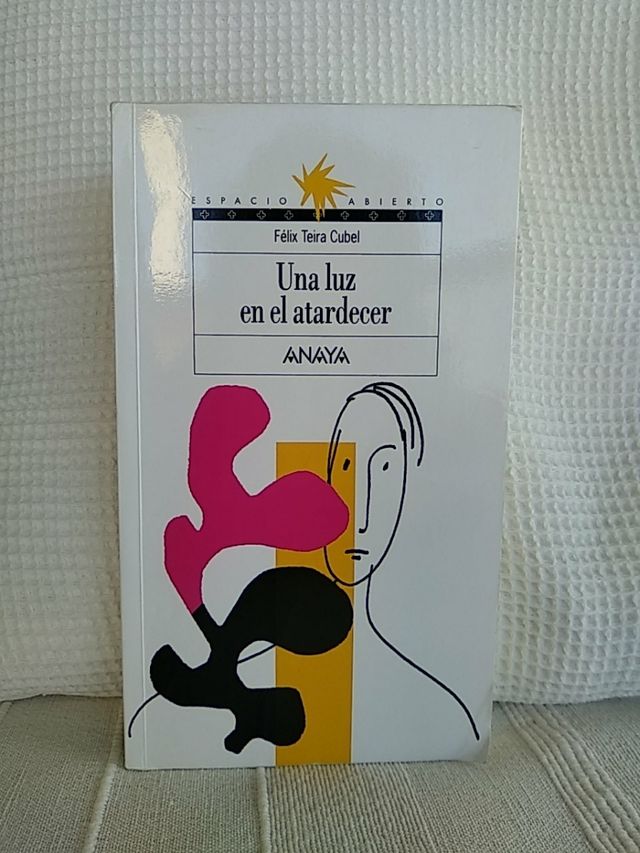 ESPACIO ABIERTO
Félix Teira Cubel
Una luz
en el atardecer
ANAYA